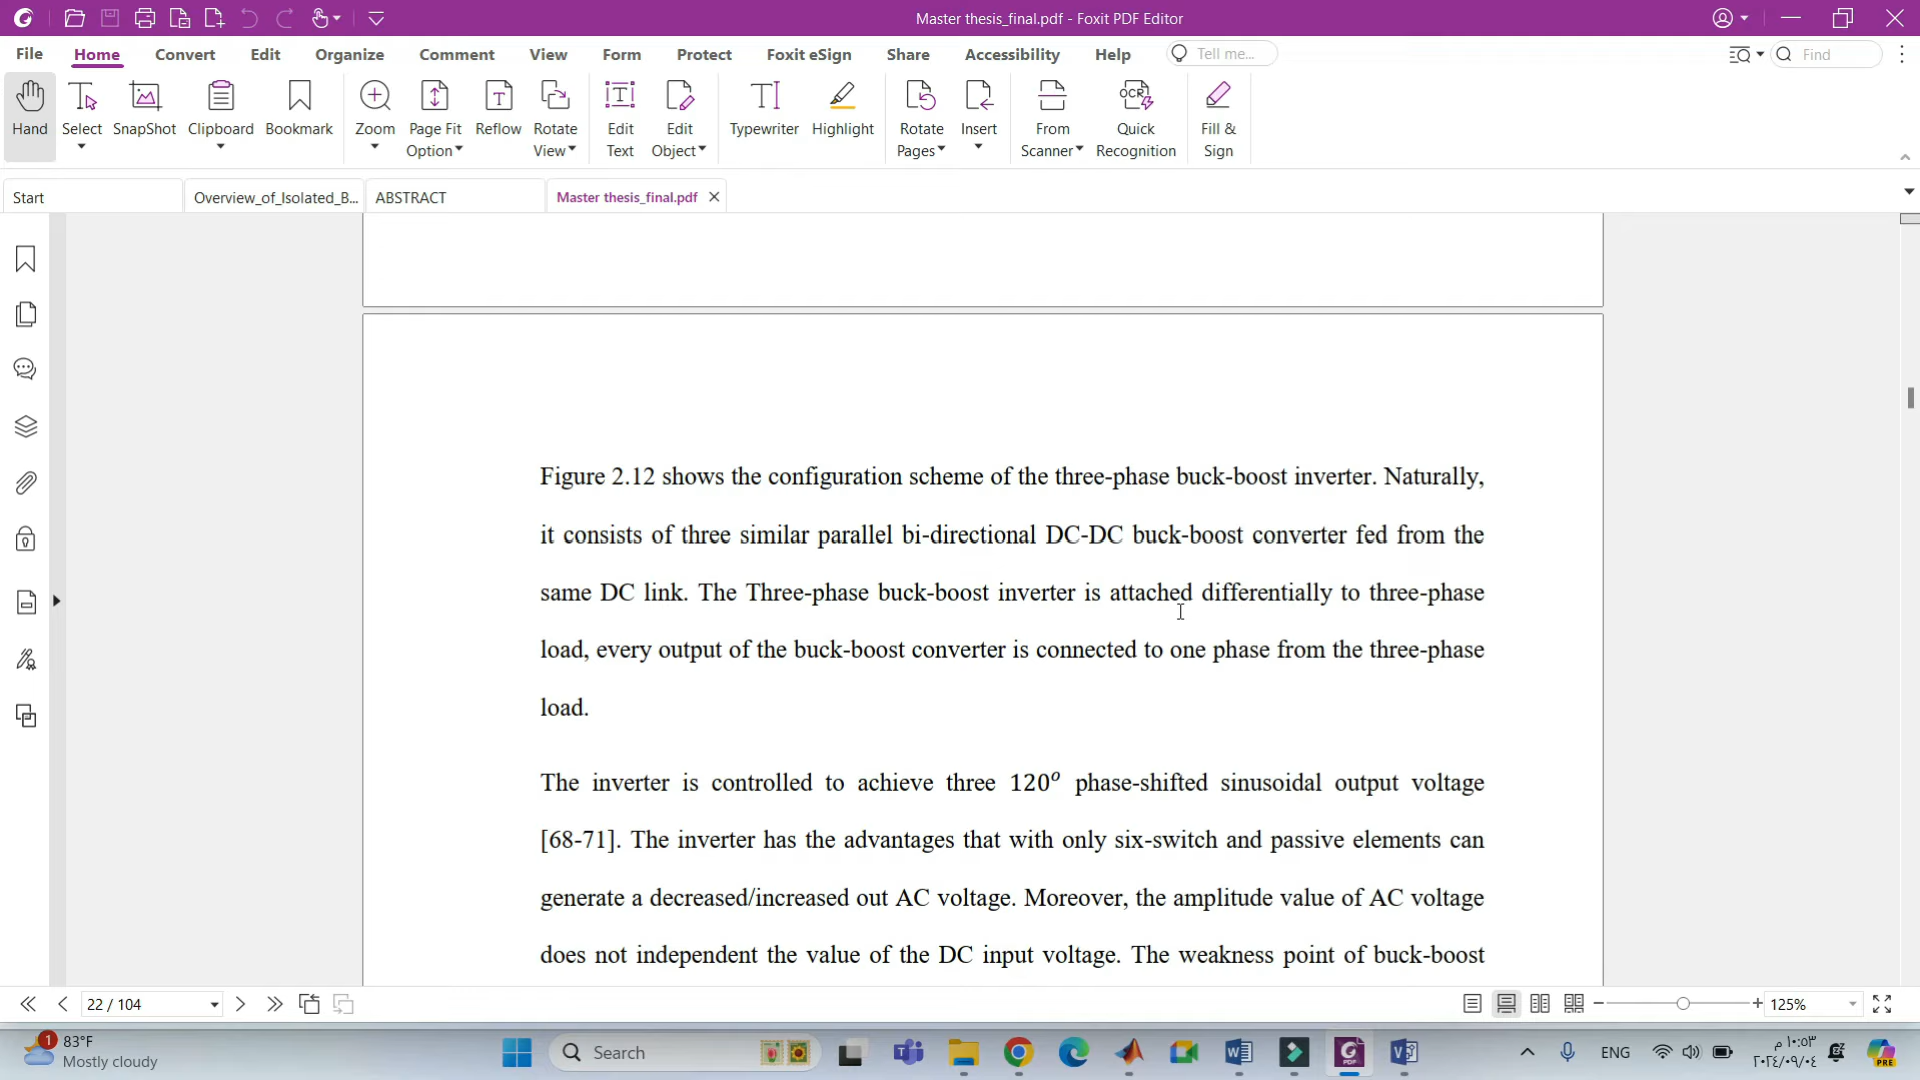 Master thesis_final.pdf - Foxit PDF Editor
File Home Convert Edit Organize Comment View Form Protect Foxit eSign Share Accessibility Help Tell me... Find
Hand Select SnapShot Clipboard Bookmark Zoom Page Fit Option Reflow Rotate View Edit Text Edit Object Typewriter Highlight Rotate Pages Insert From Scanner Quick Recognition Fill & Sign
Start Overview_of_Isolated_B... ABSTRACT Master thesis_final.pdf
Figure 2.12 shows the configuration scheme of the three-phase buck-boost inverter. Naturally,
it consists of three similar parallel bi-directional DC-DC buck-boost converter fed from the
same DC link. The Three-phase buck-boost inverter is attached differentially to three-phase
load, every output of the buck-boost converter is connected to one phase from the three-phase
load.
The inverter is controlled to achieve three 120° phase-shifted sinusoidal output voltage
[68-71]. The inverter has the advantages that with only six-switch and passive elements can
generate a decreased/increased out AC voltage. Moreover, the amplitude value of AC voltage
does not independent the value of the DC input voltage. The weakness point of buck-boost
22 / 104 125%
1 83°F
Mostly cloudy
Search
ENG
١٠:٥٣ م
٢٠٢٤/٠٩/٠٤
PRE